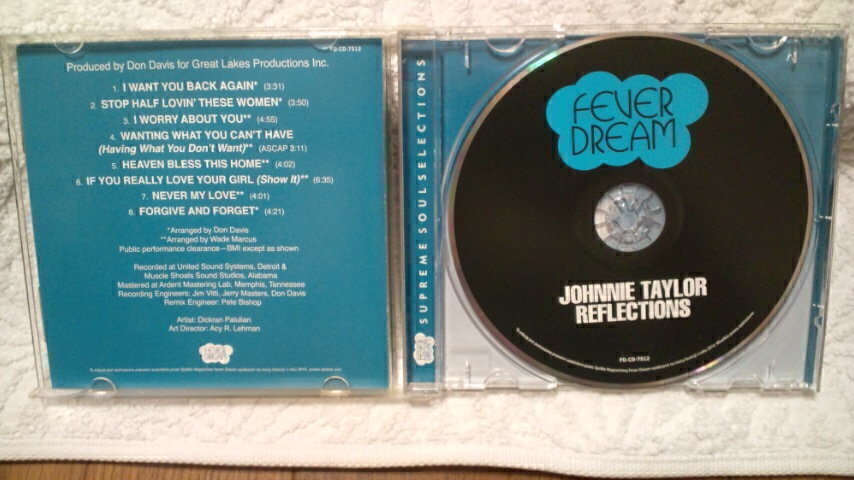 FD-CD-7512
Produced by Don Davis for Great Lakes Productions Inc.
1. I WANT YOU BACK AGAIN* (3:31)
2. STOP HALF LOVIN' THESE WOMEN* (3:50)
3. I WORRY ABOUT YOU** (4:55)
4. WANTING WHAT YOU CAN'T HAVE
(Having What You Don't Want)** (ASCAP 3:11)
5. HEAVEN BLESS THIS HOME** (4:02)
6. IF YOU REALLY LOVE YOUR GIRL (Show It)** (6:35)
7. NEVER MY LOVE** (4:01)
8. FORGIVE AND FORGET* (4:21)
*Arranged by Don Davis
**Arranged by Wade Marcus
Public performance clearance—BMI except as shown
Recorded at United Sound Systems, Detroit &
Muscle Shoals Sound Studios, Alabama
Mastered at Ardent Mastering Lab, Memphis, Tennessee
Recording Engineers: Jim Vitti, Jerry Masters, Don Davis
Remix Engineer: Pete Bishop
Artist: Dickran Palulian
Art Director: Acy R. Lehman
FEVER
DREAM
SUPREME SOUL SELECTIONS
FEVER
DREAM
FEVER
DREAM
JOHNNIE TAYLOR
REFLECTIONS
FD-CD-7512